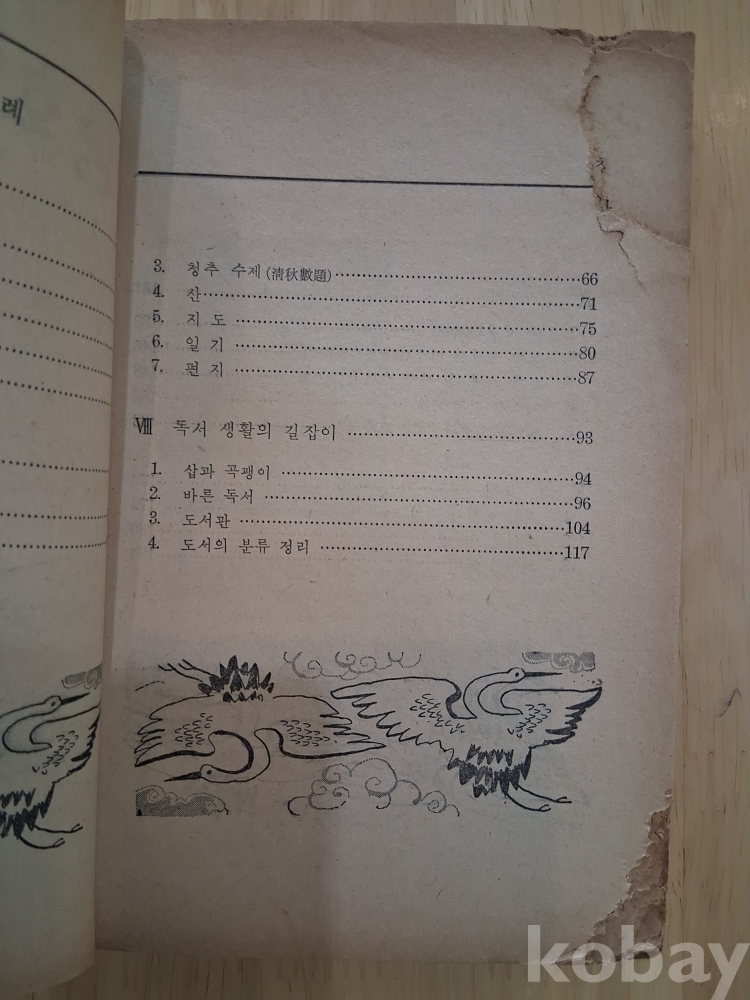 례
3. 청추 수제 (淸秋數題) ·····66
4. 산·····71
5. 지도 ·····75
6. 일기 ·····80
7. 편지 ·····87
Ⅷ 독서 생활의 길잡이 ·····93
1. 삽과 곡괭이 ·····94
2. 바른 독서 ·····96
3. 도서관 ·····104
4. 도서의 분류 정리 ·····117
kobay